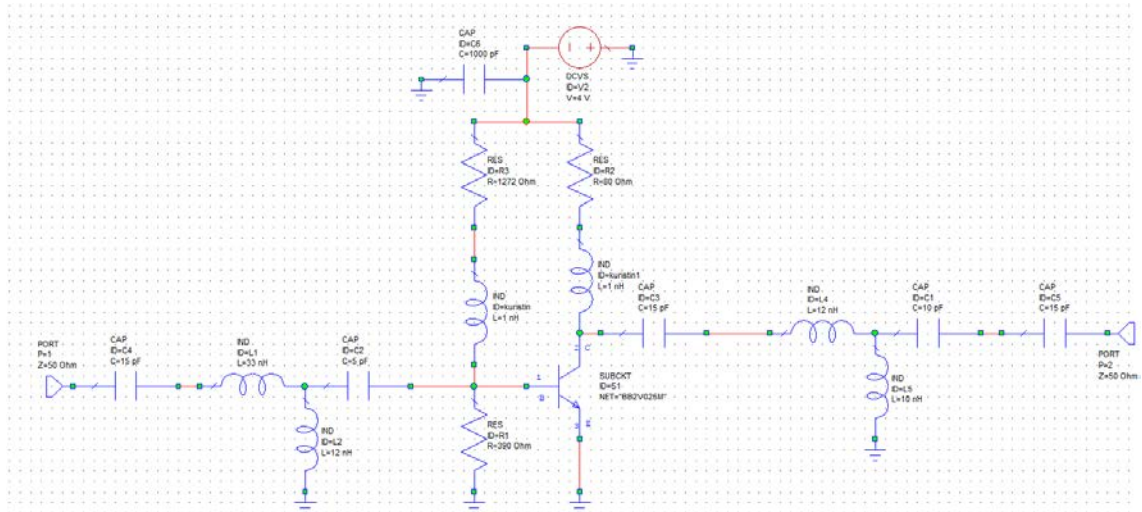 CAP
ID=C6
C=1000 pF
DCVS
ID=V2
V=4 V
RES
ID=R3
R=1272 Ohm
RES
ID=R2
R=80 Ohm
IND
ID=kuristin
L=1 nH
IND
ID=kuristin1
L=1 nH
CAP
ID=C3
C=15 pF
IND
ID=L4
L=12 nH
CAP
ID=C1
C=10 pF
CAP
ID=C5
C=15 pF
PORT
P=1
Z=50 Ohm
CAP
ID=C4
C=15 pF
IND
ID=L1
L=33 nH
CAP
ID=C2
C=5 pF
PORT
P=2
Z=50 Ohm
2 C
1
B
SUBCKT
ID=S1
NET="BB2V026M"
3 E
IND
ID=L2
L=12 nH
RES
ID=R1
R=390 Ohm
IND
ID=L5
L=10 nH